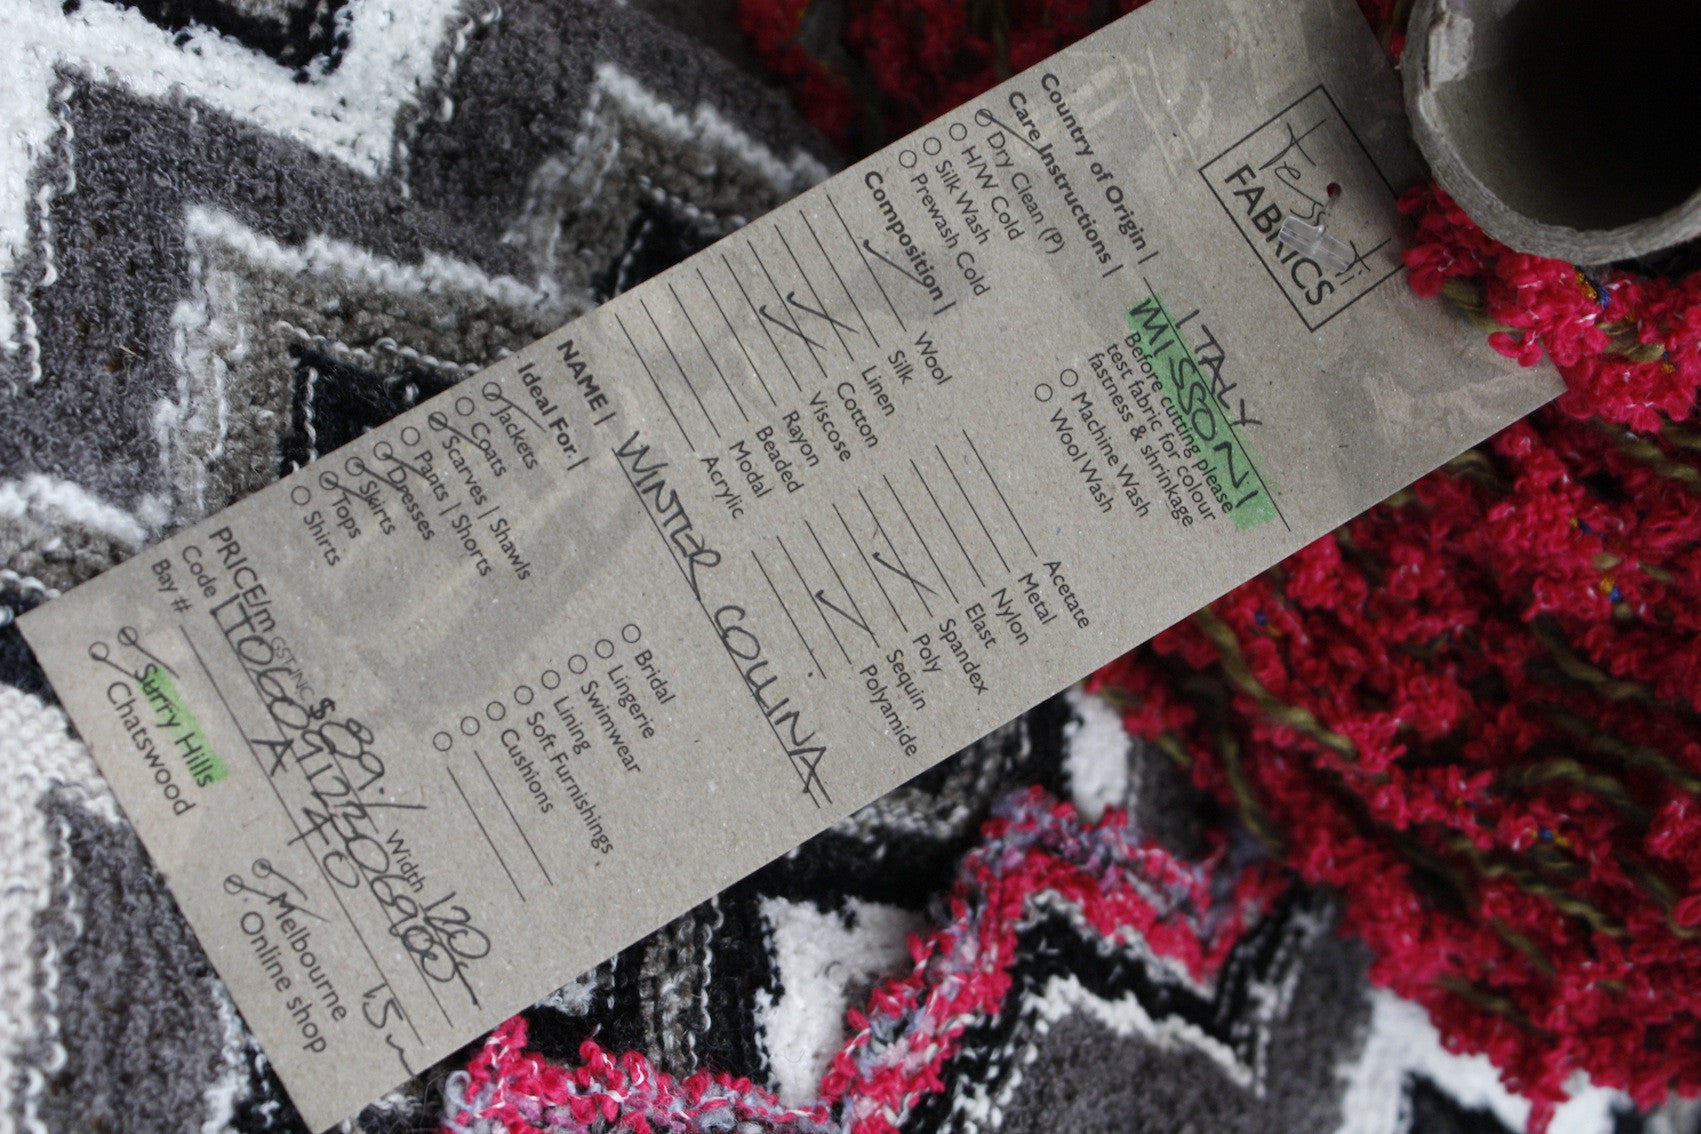 Tessuti
FABRICS
Country of Origin | ITALY
MISSONI
Care Instructions | Before cutting please
test fabric for colour
fastness & shrinkage
Dry Clean (P)
H/W Cold
Silk Wash
Prewash Cold
Machine Wash
Wool Wash
Composition |
Wool
Silk
Linen
Cotton
Viscose
Rayon
Beaded
Modal
Acrylic
Acetate
Metal
Nylon
Elast
Spandex
Poly
Sequin
Polyamide
NAME | WINTER COLLINA
Ideal For. |
Jackets
Coats
Scarves | Shawls
Pants | Shorts
Dresses
Skirts
Tops
Shirts
Bridal
Lingerie
Swimwear
Lining
Soft Furnishings
Cushions
PRICE/m GST INC $ 89. Width 120
Code
Bay # A
Surry Hills
Chatswood
Melbourne
Online shop